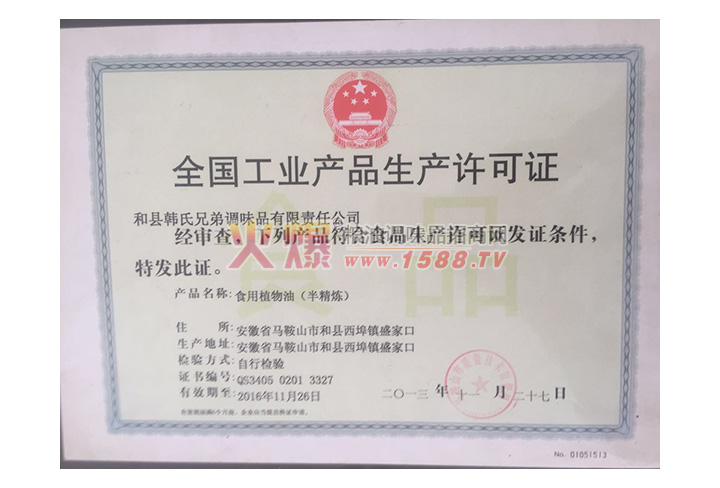 全国工业产品生产许可证
和县韩氏兄弟调味品有限责任公司
经审查，下列产品符合食品生产许可证发证条件，
特发此证。
火爆
www.1588.TV
食品
产品名称：食用植物油（半精炼）
住 所：安徽省马鞍山市和县西埠镇盛家口
生产地址：安徽省马鞍山市和县西埠镇盛家口
检验方式：自行检验
证书编号：QS3405 0201 3327
有效期至：2016年11月26日
二〇一三 年 十一 月 二十七 日
No. 01051513